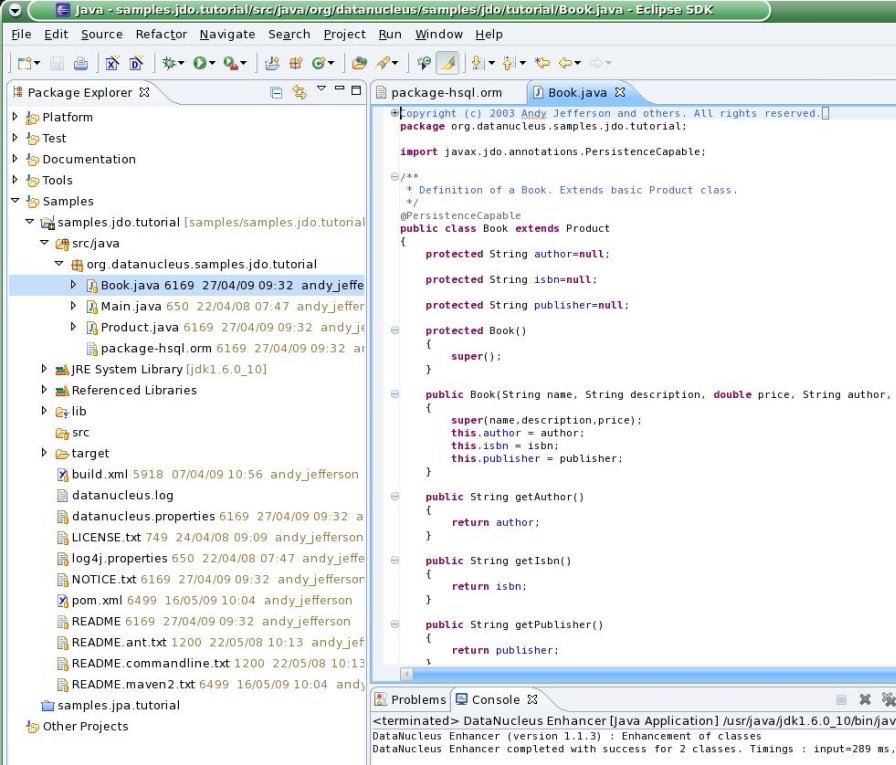 Java - samples.jdo.tutorial/src/java/org/datanucleus/samples/jdo/tutorial/Book.java - Eclipse SDK
File Edit Source Refactor Navigate Search Project Run Window Help
Package Explorer
Platform
Test
Documentation
Tools
Samples
samples.jdo.tutorial [samples/samples.jdo.tutorial
src/java
org.datanucleus.samples.jdo.tutorial
Book.java 6169 27/04/09 09:32 andy_jeffe
Main.java 650 22/04/08 07:47 andy_jeffer
Product.java 6169 27/04/09 09:32 andy_je
package-hsql.orm 6169 27/04/09 09:32 ar
JRE System Library [jdk1.6.0_10]
Referenced Libraries
lib
src
target
build.xml 5918 07/04/09 10:56 andy_jefferson
datanucleus.log
datanucleus.properties 6169 27/04/09 09:32 a
LICENSE.txt 749 24/04/08 09:09 andy_jefferson
log4j.properties 650 22/04/08 07:47 andy_jeffe
NOTICE.txt 6169 27/04/09 09:32 andy_jefferson
pom.xml 6499 16/05/09 10:04 andy_jefferson
README 6169 27/04/09 09:32 andy_jefferson
README.ant.txt 1200 22/05/08 10:13 andy_jef
README.commandline.txt 1200 22/05/08 10:13
README.maven2.txt 6499 16/05/09 10:04 andy
samples.jpa.tutorial
Other Projects
package-hsql.orm Book.java
Copyright (c) 2003 Andy Jefferson and others. All rights reserved.
package org.datanucleus.samples.jdo.tutorial;
import javax.jdo.annotations.PersistenceCapable;
/**
* Definition of a Book. Extends basic Product class.
*/
@PersistenceCapable
public class Book extends Product
{
protected String author=null;
protected String isbn=null;
protected String publisher=null;
protected Book()
{
super();
}
public Book(String name, String description, double price, String author,
{
super(name,description,price);
this.author = author;
this.isbn = isbn;
this.publisher = publisher;
}
public String getAuthor()
{
return author;
}
public String getIsbn()
{
return isbn;
}
public String getPublisher()
{
return publisher;
}
Problems Console
<terminated> DataNucleus Enhancer [Java Application] /usr/java/jdk1.6.0_10/bin/jav
DataNucleus Enhancer (version 1.1.3) : Enhancement of classes
DataNucleus Enhancer completed with success for 2 classes. Timings : input=289 ms,